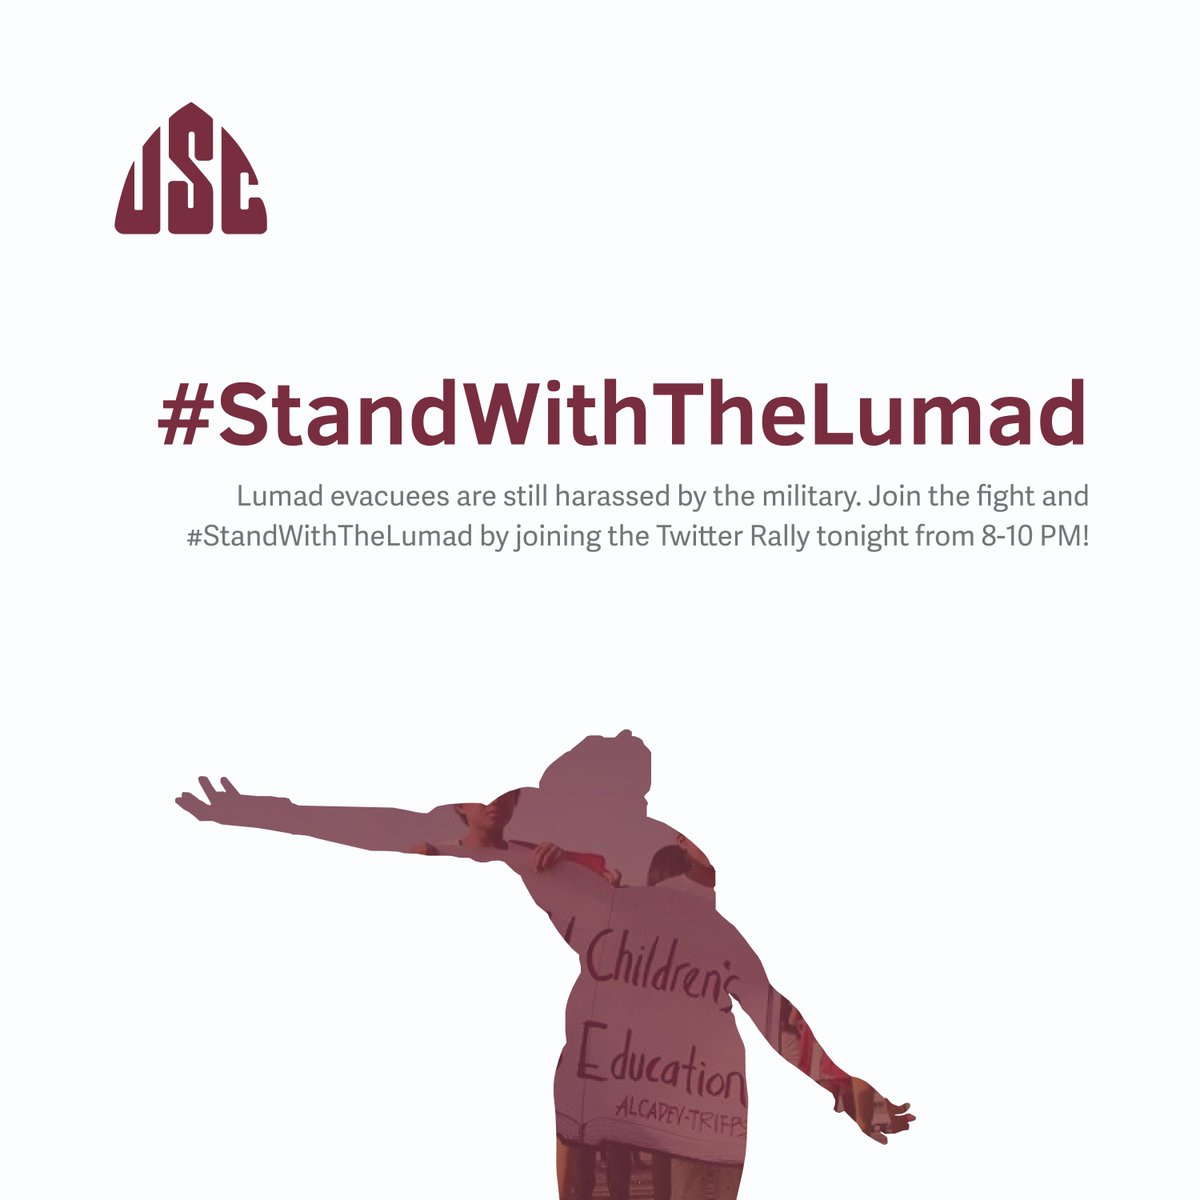 USC
#StandWithTheLumad
Lumad evacuees are still harassed by the military. Join the fight and
#StandWithTheLumad by joining the Twitter Rally tonight from 8-10 PM!
Children's
Education